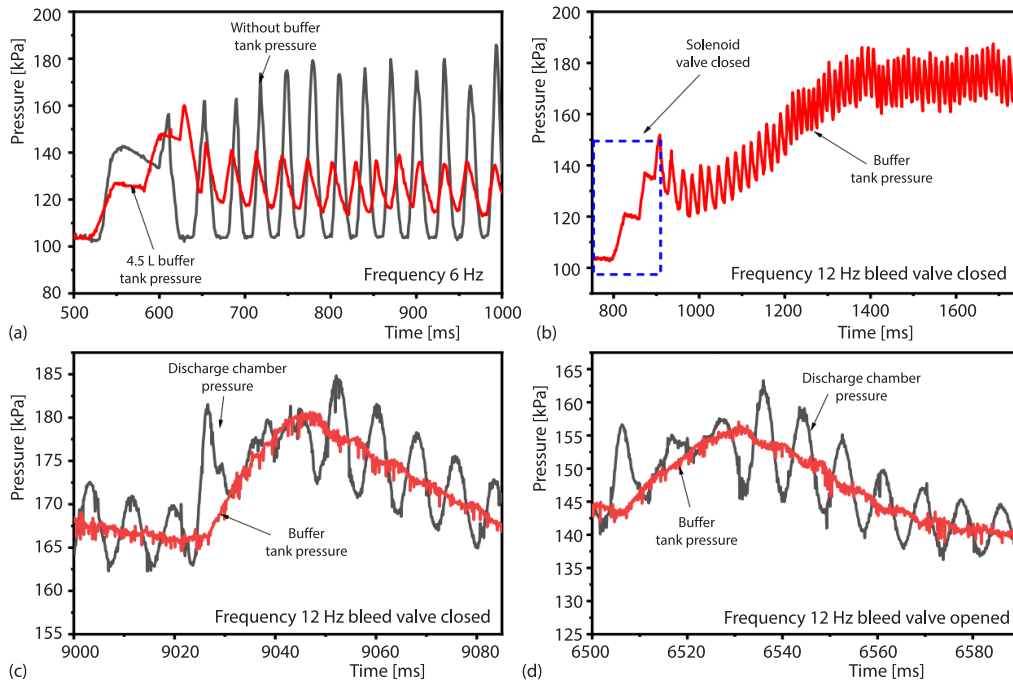 200
180
160
140
120
100
80
Pressure [kPa]
Without buffer
tank pressure
4.5 L buffer
tank pressure
Frequency 6 Hz
500
600
700
800
900
1000
Time [ms]
(a)
200
180
160
140
120
100
Pressure [kPa]
Solenoid
valve closed
Buffer
tank pressure
Frequency 12 Hz bleed valve closed
800
1000
1200
1400
1600
Time [ms]
(b)
185
180
175
170
165
160
155
Pressure [kPa]
Discharge chamber
pressure
Buffer
tank pressure
Frequency 12 Hz bleed valve closed
9000
9020
9040
9060
9080
Time [ms]
(c)
165
160
155
150
145
140
135
125
Pressure [kPa]
Discharge chamber
pressure
Buffer
tank pressure
Frequency 12 Hz bleed valve opened
6500
6520
6540
6560
6580
Time [ms]
(d)